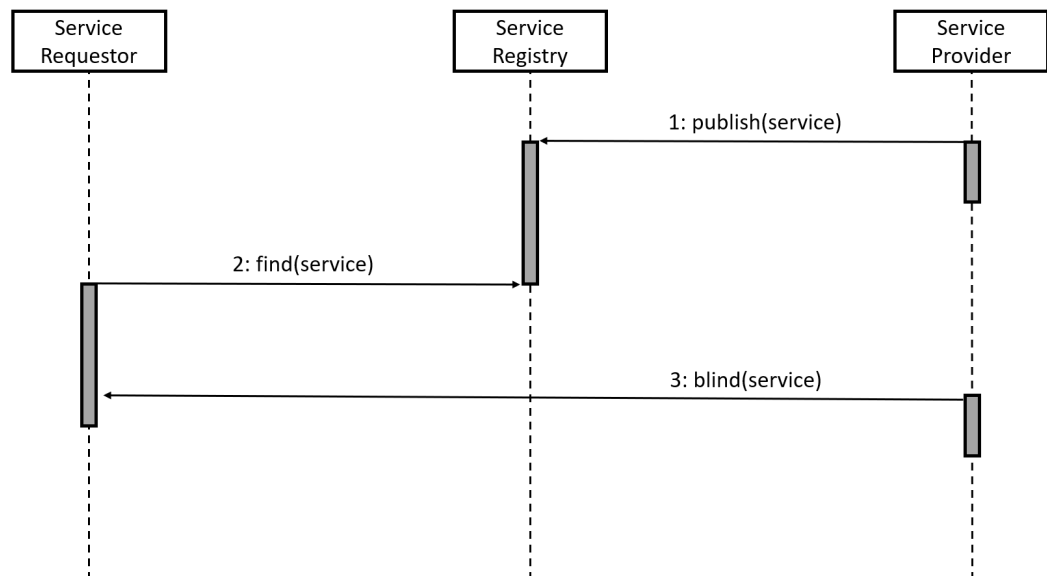 Service
Requestor
Service
Registry
Service
Provider
1: publish(service)
2: find(service)
3: blind(service)